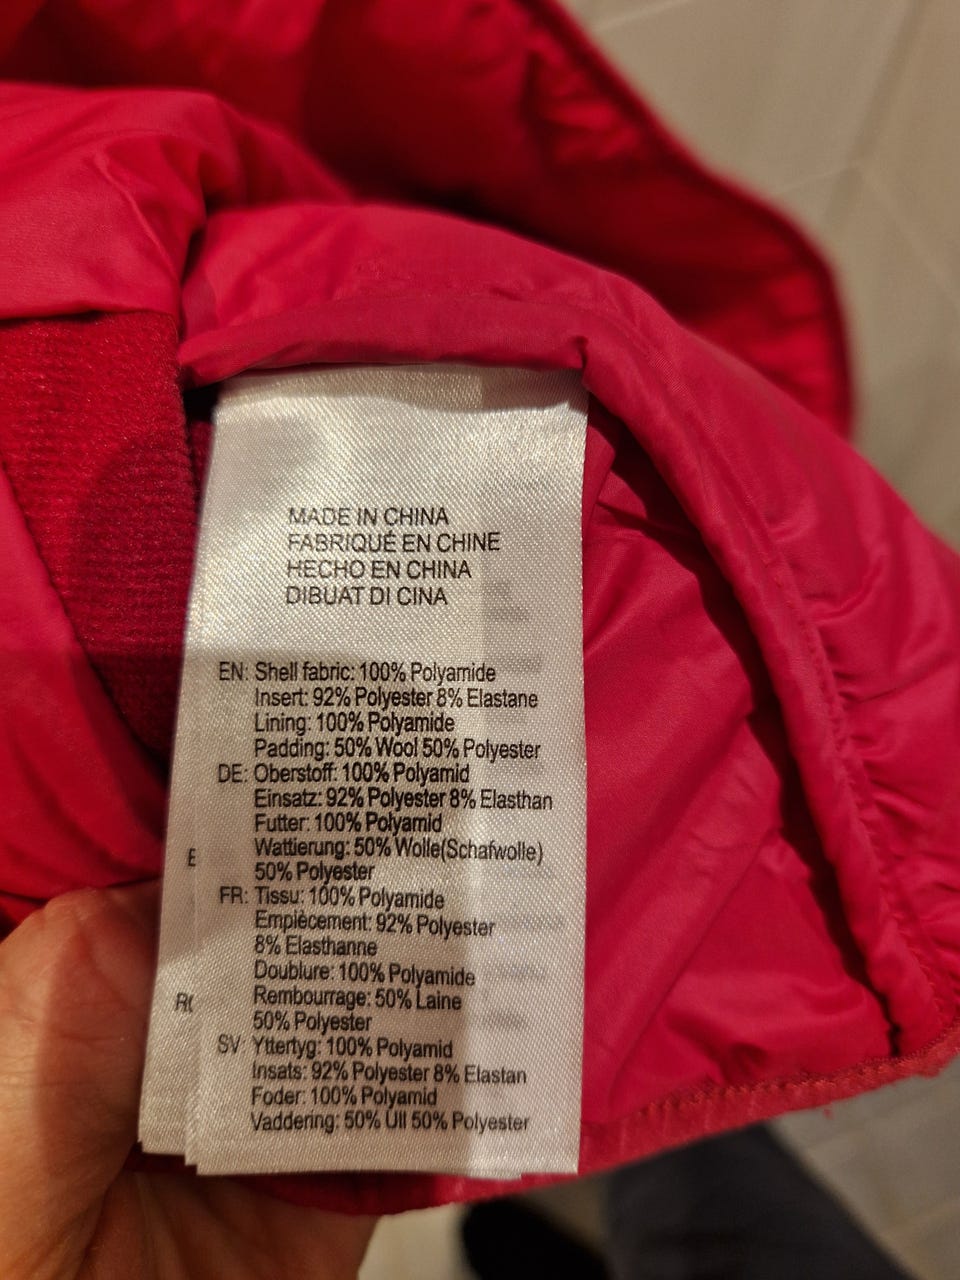 MADE IN CHINA
FABRIQUÉ EN CHINE
HECHO EN CHINA
DIBUAT DI CINA
EN: Shell fabric: 100% Polyamide
Insert: 92% Polyester 8% Elastane
Lining: 100% Polyamide
Padding: 50% Wool 50% Polyester
DE: Oberstoff: 100% Polyamid
Einsatz: 92% Polyester 8% Elasthan
Futter: 100% Polyamid
Wattierung: 50% Wolle(Schafwolle)
50% Polyester
FR: Tissu: 100% Polyamide
Empiècement: 92% Polyester
8% Elasthanne
Doublure: 100% Polyamide
Rembourrage: 50% Laine
50% Polyester
SV: Yttertyg: 100% Polyamid
Insats: 92% Polyester 8% Elastan
Foder: 100% Polyamid
Vaddering: 50% Ull 50% Polyester